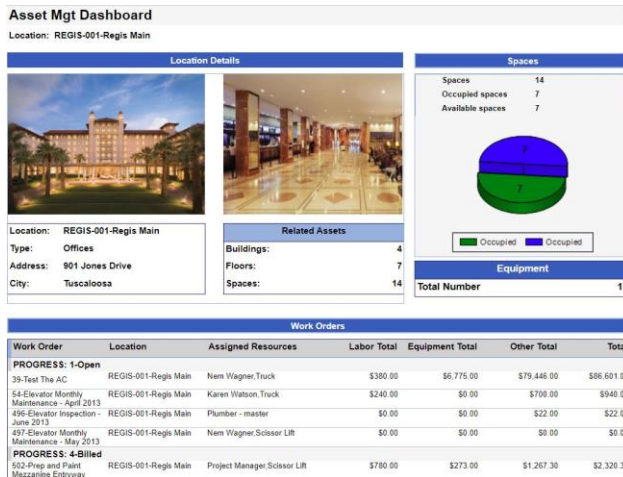 Asset Mgt Dashboard
Location: REGIS-001-Regis Main
Location Details
Location: REGIS-001-Regis Main
Type: Offices
Address: 901 Jones Drive
City: Tuscaloosa
Related Assets
Buildings: 4
Floors: 7
Spaces: 14
Spaces
Spaces 14
Occupied spaces 7
Available spaces 7
7
7
Occupied Occupied
Equipment
Total Number 1
Work Orders
Work Order Location Assigned Resources Labor Total Equipment Total Other Total Total
PROGRESS: 1-Open
39-Test The AC REGIS-001-Regis Main Nem Wagner,Truck $380.00 $6,775.00 $79,446.00 $86,601.0
54-Elevator Monthly REGIS-001-Regis Main Karen Watson,Truck $240.00 $0.00 $700.00 $940.0
Maintenance - April 2013
496-Elevator Inspection - REGIS-001-Regis Main Plumber - master $0.00 $0.00 $22.00 $22.0
June 2013
497-Elevator Monthly REGIS-001-Regis Main Nem Wagner,Scissor Lift $0.00 $0.00 $0.00 $0.0
Maintenance - May 2013
PROGRESS: 4-Billed
502-Prep and Paint REGIS-001-Regis Main Project Manager,Scissor Lift $780.00 $273.00 $1,267.30 $2,320.3
Mezzanine Entryway